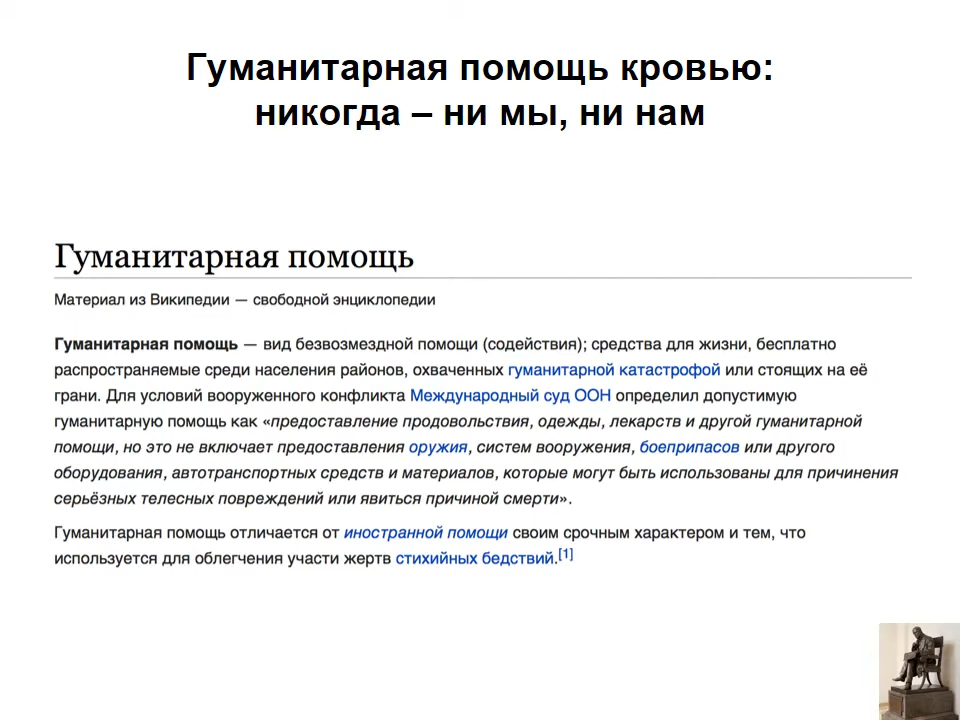 Гуманитарная помощь кровью:
никогда – ни мы, ни нам
Гуманитарная помощь
Материал из Википедии — свободной энциклопедии
Гуманитарная помощь — вид безвозмездной помощи (содействия); средства для жизни, бесплатно
распространяемые среди населения районов, охваченных гуманитарной катастрофой или стоящих на её
грани. Для условий вооруженного конфликта Международный суд ООН определил допустимую
гуманитарную помощь как «предоставление продовольствия, одежды, лекарств и другой гуманитарной
помощи, но это не включает предоставления оружия, систем вооружения, боеприпасов или другого
оборудования, автотранспортных средств и материалов, которые могут быть использованы для причинения
серьёзных телесных повреждений или явиться причиной смерти».
Гуманитарная помощь отличается от иностранной помощи своим срочным характером и тем, что
используется для облегчения участи жертв стихийных бедствий.[1]